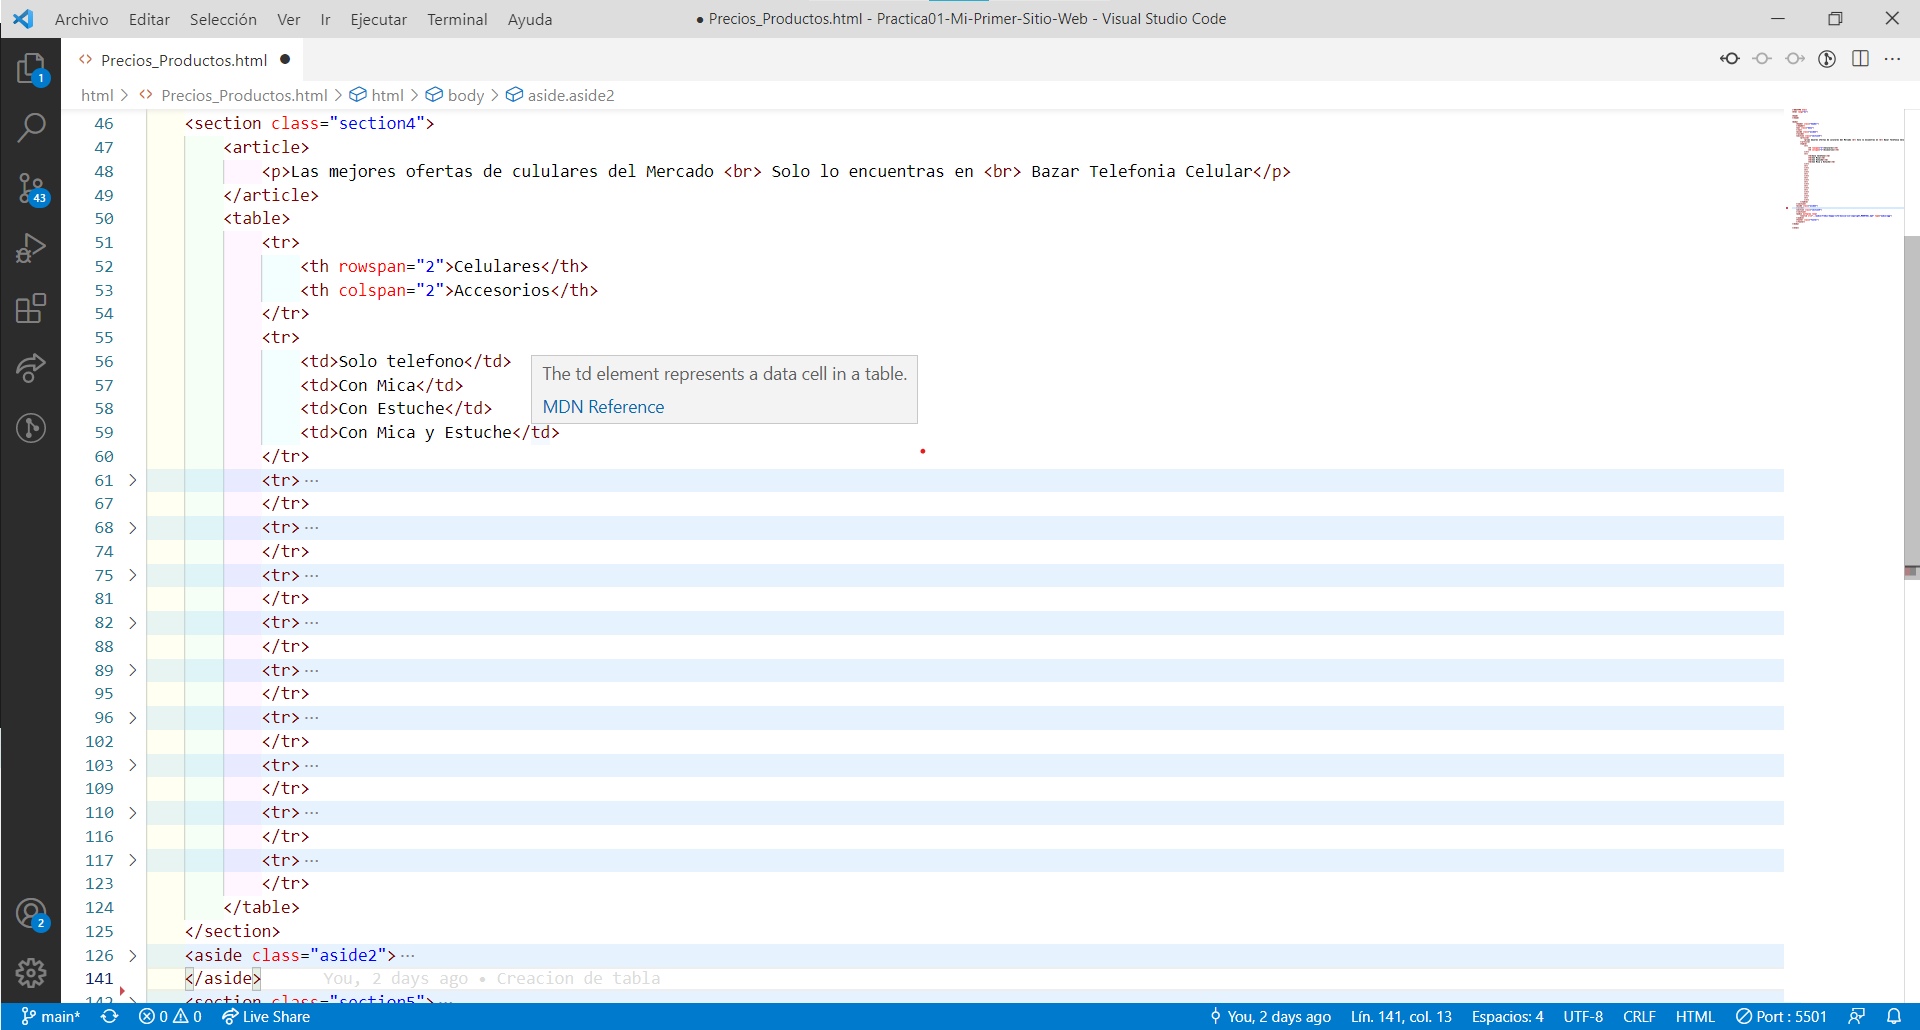 Archivo Editar Selección Ver Ir Ejecutar Terminal Ayuda
● Precios_Productos.html - Practica01-Mi-Primer-Sitio-Web - Visual Studio Code
<> Precios_Productos.html ●
html > <> Precios_Productos.html > html > body > aside.aside2
46 <section class="section4">
47 <article>
48 <p>Las mejores ofertas de cululares del Mercado <br> Solo lo encuentras en <br> Bazar Telefonia Celular</p>
49 </article>
50 <table>
51 <tr>
52 <th rowspan="2">Celulares</th>
53 <th colspan="2">Accesorios</th>
54 </tr>
55 <tr>
56 <td>Solo telefono</td>
57 <td>Con Mica</td>
58 <td>Con Estuche</td>
59 <td>Con Mica y Estuche</td>
The td element represents a data cell in a table.
MDN Reference
60 </tr>
61 > <tr>···
67 </tr>
68 > <tr>···
74 </tr>
75 > <tr>···
81 </tr>
82 > <tr>···
88 </tr>
89 > <tr>···
95 </tr>
96 > <tr>···
102 </tr>
103 > <tr>···
109 </tr>
110 > <tr>···
116 </tr>
117 > <tr>···
123 </tr>
124 </table>
125 </section>
126 > <aside class="aside2">···
141 </aside> You, 2 days ago • Creacion de tabla
142 > <section class="section5">···
1
43
2
main* 0 0 Live Share
You, 2 days ago Lín. 141, col. 13 Espacios: 4 UTF-8 CRLF HTML Port : 5501